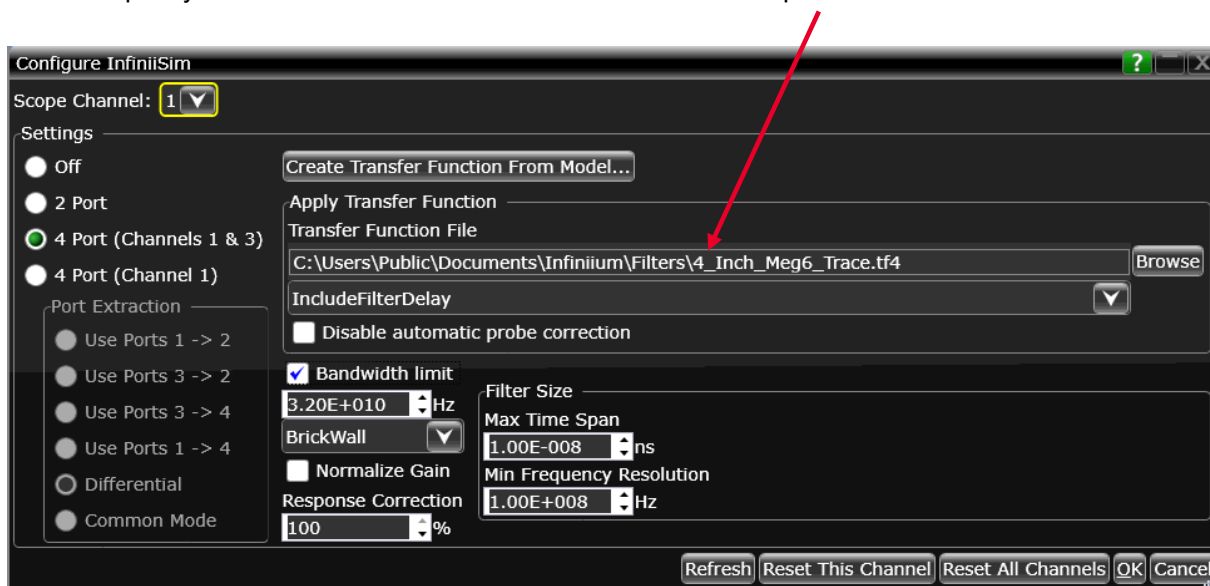 Configure InfiniiSim
?
X
Scope Channel: 1
Settings
Off
2 Port
4 Port (Channels 1 & 3)
4 Port (Channel 1)
Port Extraction
Use Ports 1 -> 2
Use Ports 3 -> 2
Use Ports 3 -> 4
Use Ports 1 -> 4
Differential
Common Mode
Create Transfer Function From Model...
Apply Transfer Function
Transfer Function File
C:\Users\Public\Documents\Infiniium\Filters\4_Inch_Meg6_Trace.tf4 Browse
IncludeFilterDelay
Disable automatic probe correction
Bandwidth limit
3.20E+010 Hz
BrickWall
Normalize Gain
Response Correction
100 %
Filter Size
Max Time Span
1.00E-008 ns
Min Frequency Resolution
1.00E+008 Hz
Refresh Reset This Channel Reset All Channels OK Cancel